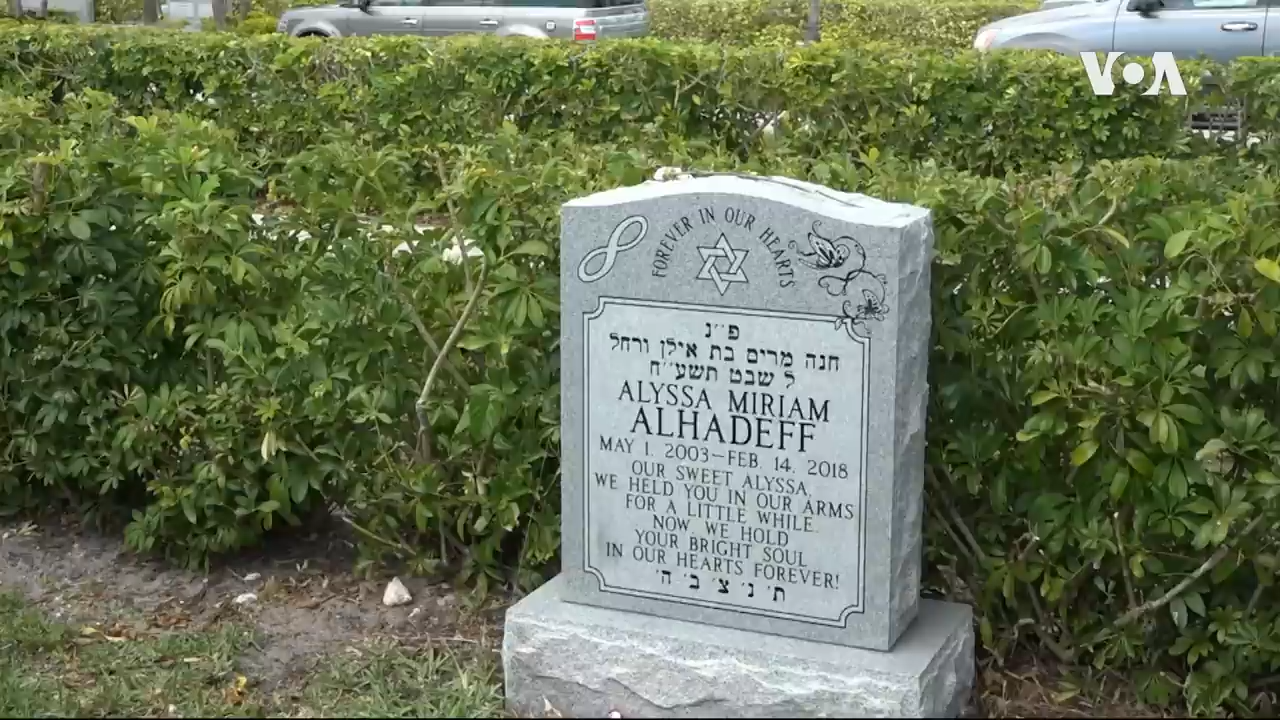 VOA
FOREVER IN OUR HEARTS
פ''נ
חנה מרים בת אילן ורחל
ל שבט תשע''ח
ALYSSA MIRIAM
ALHADEFF
MAY 1. 2003-FEB. 14. 2018
OUR SWEET ALYSSA,
WE HELD YOU IN OUR ARMS
FOR A LITTLE WHILE.
NOW WE HOLD
YOUR BRIGHT SOUL
IN OUR HEARTS FOREVER!
ת' נ' צ' ב' ה'